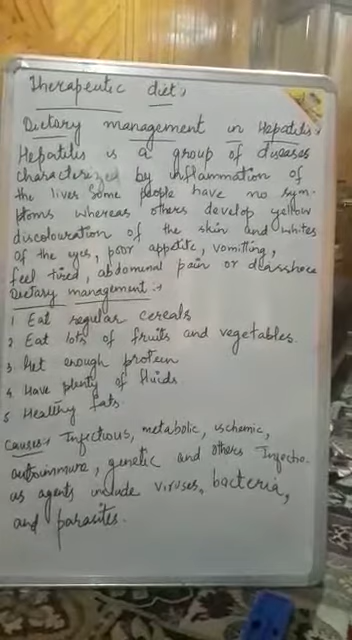 Therapeutic diet:
Dietary management in Hepatitis:
Hepatitis is a group of diseases
characterized by inflammation of
the liver Some people have no sym-
ptoms whereas others develop yellow
discolouration of the skin and whites
of the eyes, poor appetite, vomitting,
feel tired, abdominal pain or diarrhoea
Dietary management :-
1 Eat regular cereals
2 Eat lots of fruits and vegetables.
3 Get enough protein
4 Have plenty of fluids
5 Healthy fats.
Causes:- Infectious, metabolic, ischemic,
autoimmune, genetic and others Infectio-
us agents include viruses, bacteria,
and parasites.